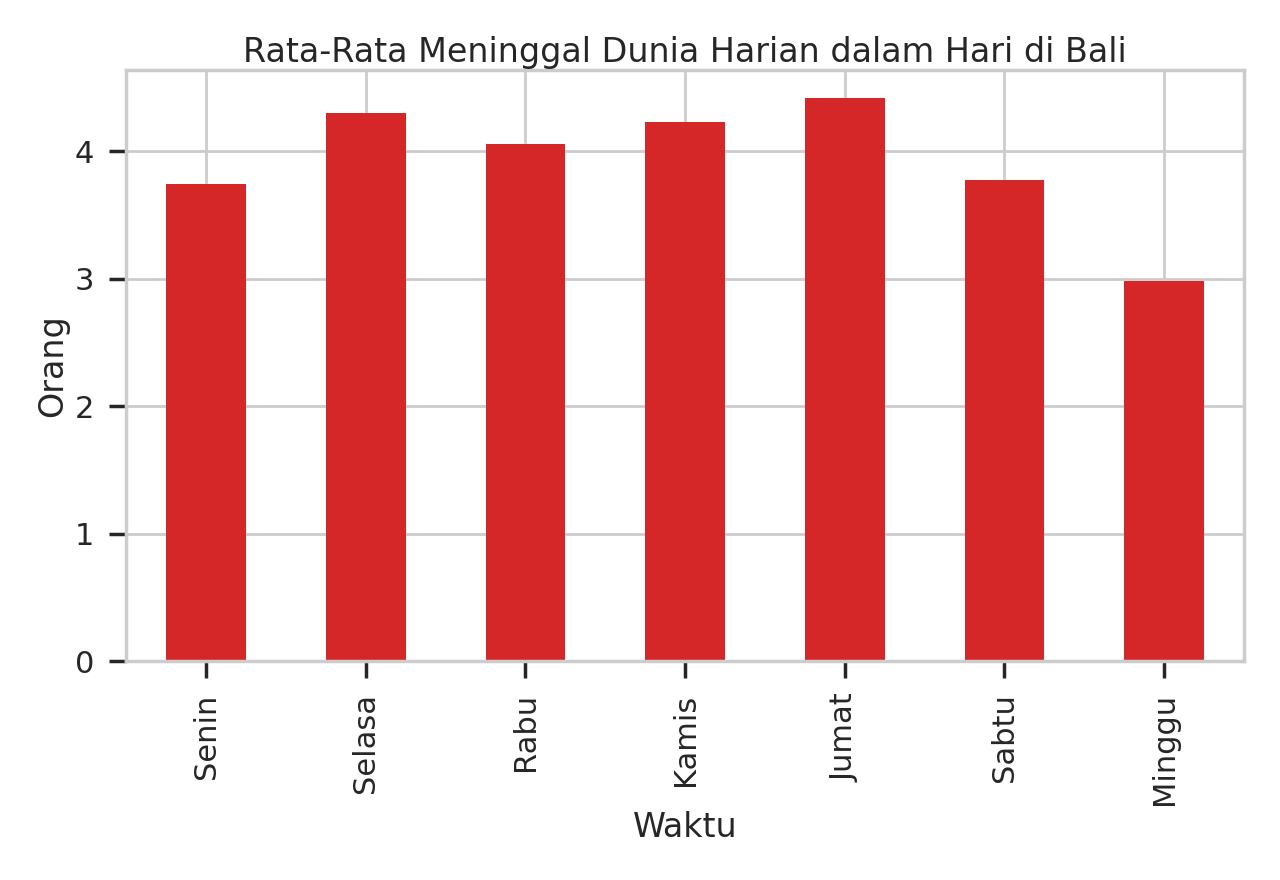 Rata-Rata Meninggal Dunia Harian dalam Hari di Bali
4
3
2
1
0
Orang
Senin
Selasa
Rabu
Kamis
Jumat
Sabtu
Minggu
Waktu